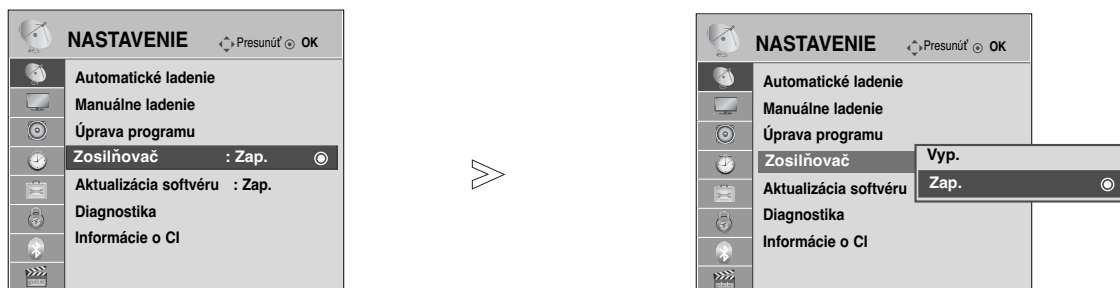 NASTAVENIE Presunúť OK
Automatické ladenie
Manuálne ladenie
Úprava programu
Zosilňovač : Zap.
Aktualizácia softvéru : Zap.
Diagnostika
Informácie o CI
NASTAVENIE Presunúť OK
Automatické ladenie
Manuálne ladenie
Úprava programu
Zosilňovač
Vyp.
Zap.
Aktualizácia softvéru
Diagnostika
Informácie o CI